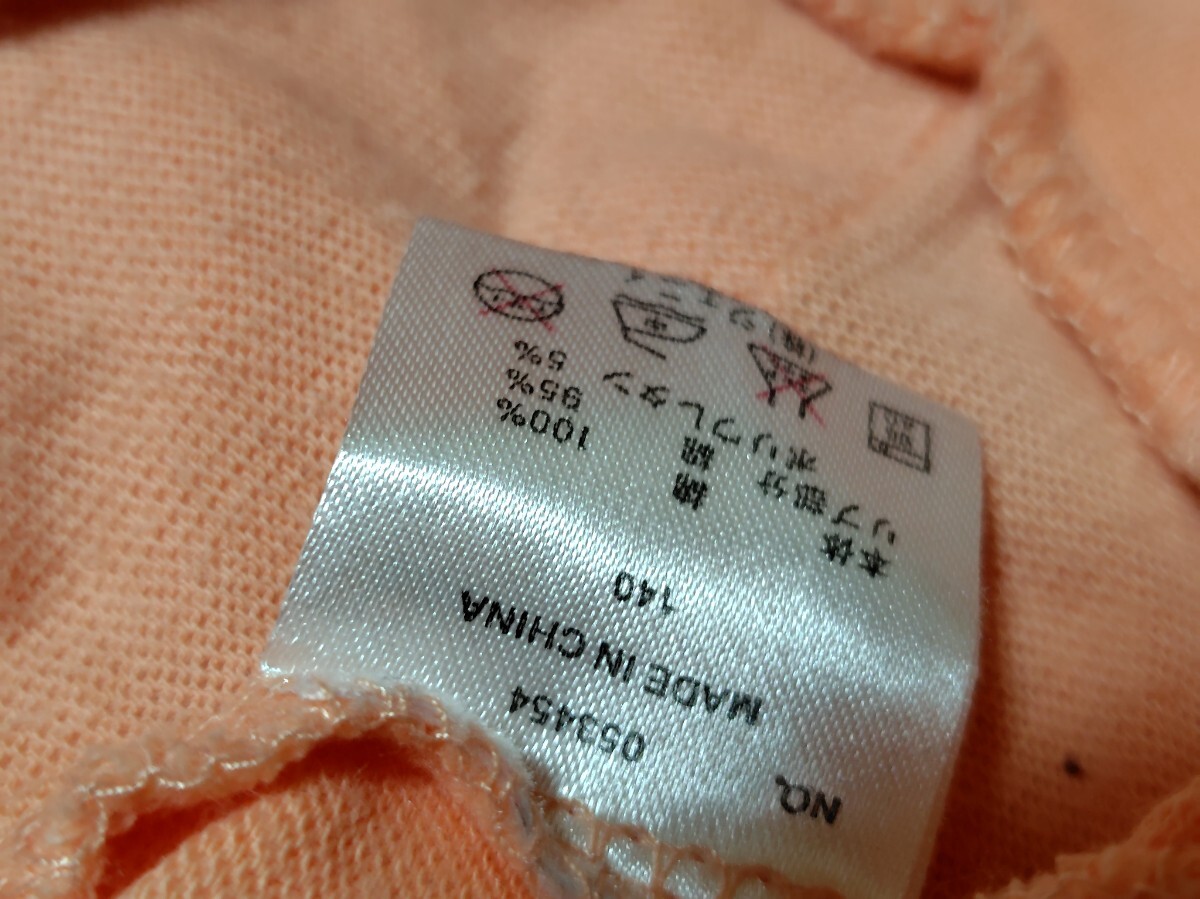 NO.
053454
MADE IN CHINA
140
本体 綿 100%
リブ部分 綿 95%
ポリウレタン 5%